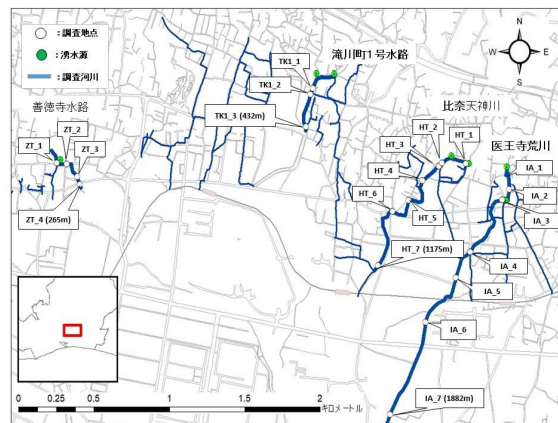 ：調査地点
：湧水源
：調査河川
N
W
E
S
滝川町1号水路
TK1_1
TK1_2
TK1_3 (432m)
善徳寺水路
ZT_1
ZT_2
ZT_3
ZT_4 (265m)
比奈天神川
HT_1
HT_2
HT_3
HT_4
HT_5
HT_6
HT_7 (1175m)
医王寺荒川
IA_1
IA_2
IA_3
IA_4
IA_5
IA_6
IA_7 (1882m)
0 0.25 0.5 1 1.5 2
キロメートル